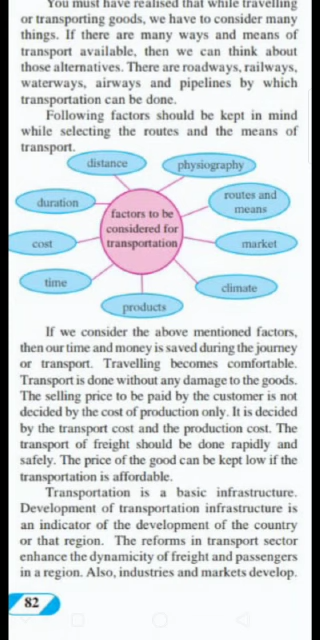 You must have realised that while travelling
or transporting goods, we have to consider many
things. If there are many ways and means of
transport available, then we can think about
those alternatives. There are roadways, railways,
waterways, airways and pipelines by which
transportation can be done.
Following factors should be kept in mind
while selecting the routes and the means of
transport.
distance
physiography
duration
routes and
means
factors to be
considered for
transportation
cost
market
time
climate
products
If we consider the above mentioned factors,
then our time and money is saved during the journey
or transport. Travelling becomes comfortable.
Transport is done without any damage to the goods.
The selling price to be paid by the customer is not
decided by the cost of production only. It is decided
by the transport cost and the production cost. The
transport of freight should be done rapidly and
safely. The price of the good can be kept low if the
transportation is affordable.
Transportation is a basic infrastructure.
Development of transportation infrastructure is
an indicator of the development of the country
or that region. The reforms in transport sector
enhance the dynamicity of freight and passengers
in a region. Also, industries and markets develop.
82